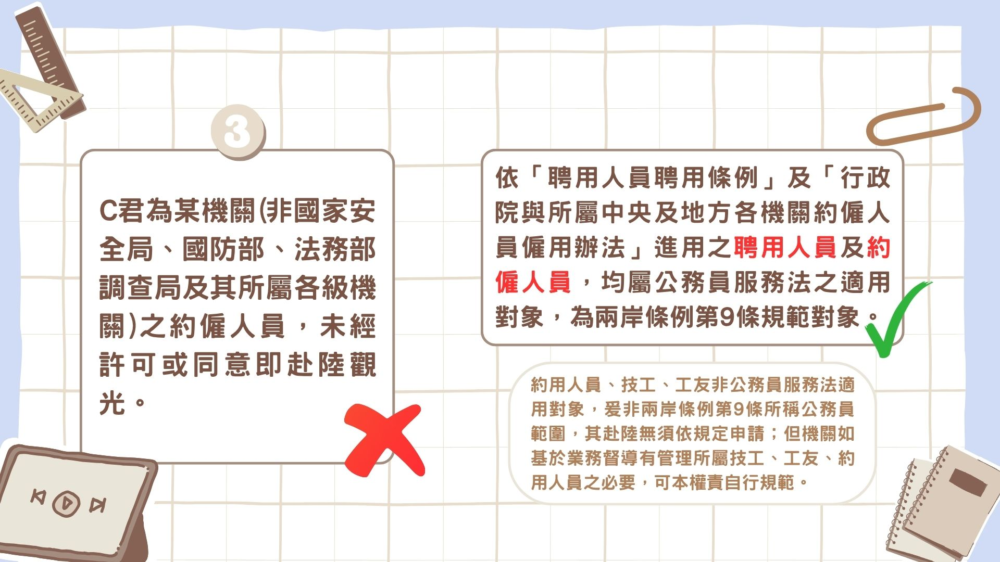 3
C君為某機關(非國家安
全局、國防部、法務部
調查局及其所屬各級機
關)之約僱人員，未經
許可或同意即赴陸觀
光。
依「聘用人員聘用條例」及「行政
院與所屬中央及地方各機關約僱人
員僱用辦法」進用之聘用人員及約
僱人員，均屬公務員服務法之適用
對象，為兩岸條例第9條規範對象。
約用人員、技工、工友非公務員服務法適
用對象，爰非兩岸條例第9條所稱公務員
範圍，其赴陸無須依規定申請；但機關如
基於業務督導有管理所屬技工、工友、約
用人員之必要，可本權責自行規範。